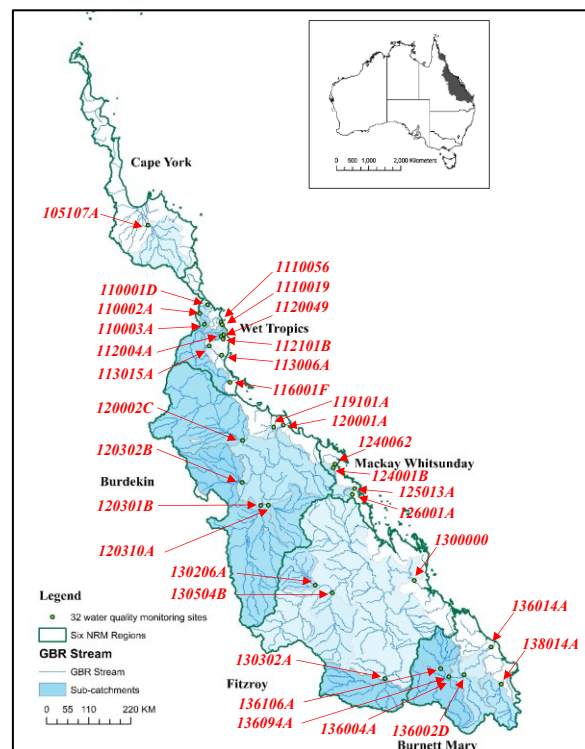 0 500 1,000 2,000 Kilometers
Cape York
105107A
1110056
110001D
1110019
110002A
1120049
110003A
Wet Tropics
112101B
112004A
113006A
113015A
116001F
119101A
120002C
120001A
124062
120302B
Mackay Whitsunday
124001B
Burdekin
125013A
120301B
126001A
120310A
1300000
130206A
130504B
Legend
32 water quality monitoring sites
Six NRM Regions
GBR Stream
GBR Stream
Sub-catchments
0 55 110 220 KM
136014A
130302A
138014A
Fitzroy
136106A
136094A
136004A
136002D
Burnett Mary